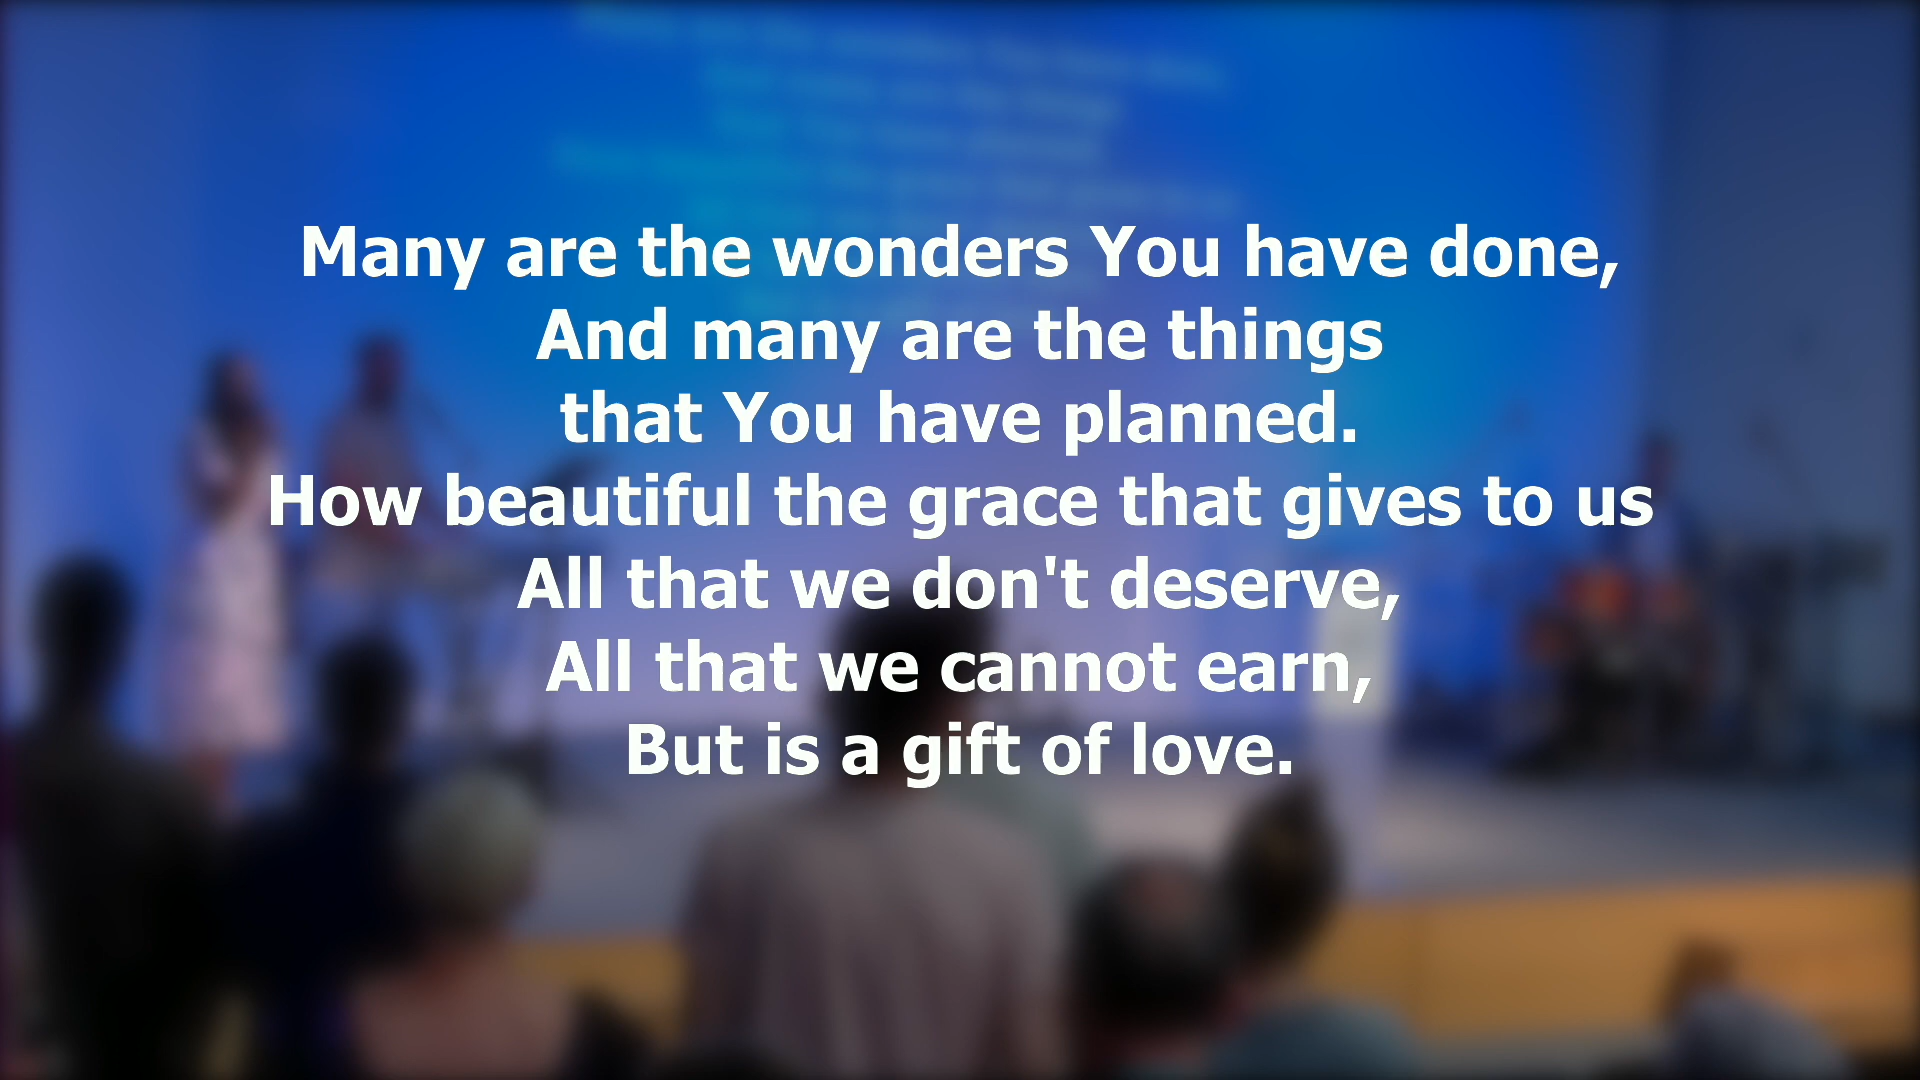 Many are the wonders You have done,
And many are the things
that You have planned.
How beautiful the grace that gives to us
All that we don't deserve,
All that we cannot earn,
But is a gift of love.